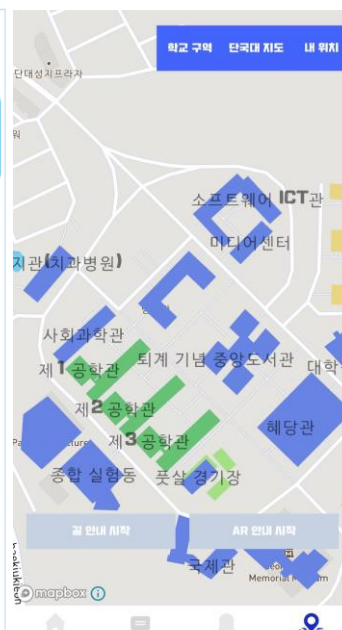 학교 구역 단국대 지도 내 위치
단대성지프라자
소프트웨어 ICT관
미디어센터
지관(치과병원)
사회과학관
제1공학관
퇴계 기념 중앙도서관
대학
제2공학관
제3공학관
혜당관
종합 실험동
풋살 경기장
길 안내 시작
AR 안내 시작
국제관
Memorial
mapbox